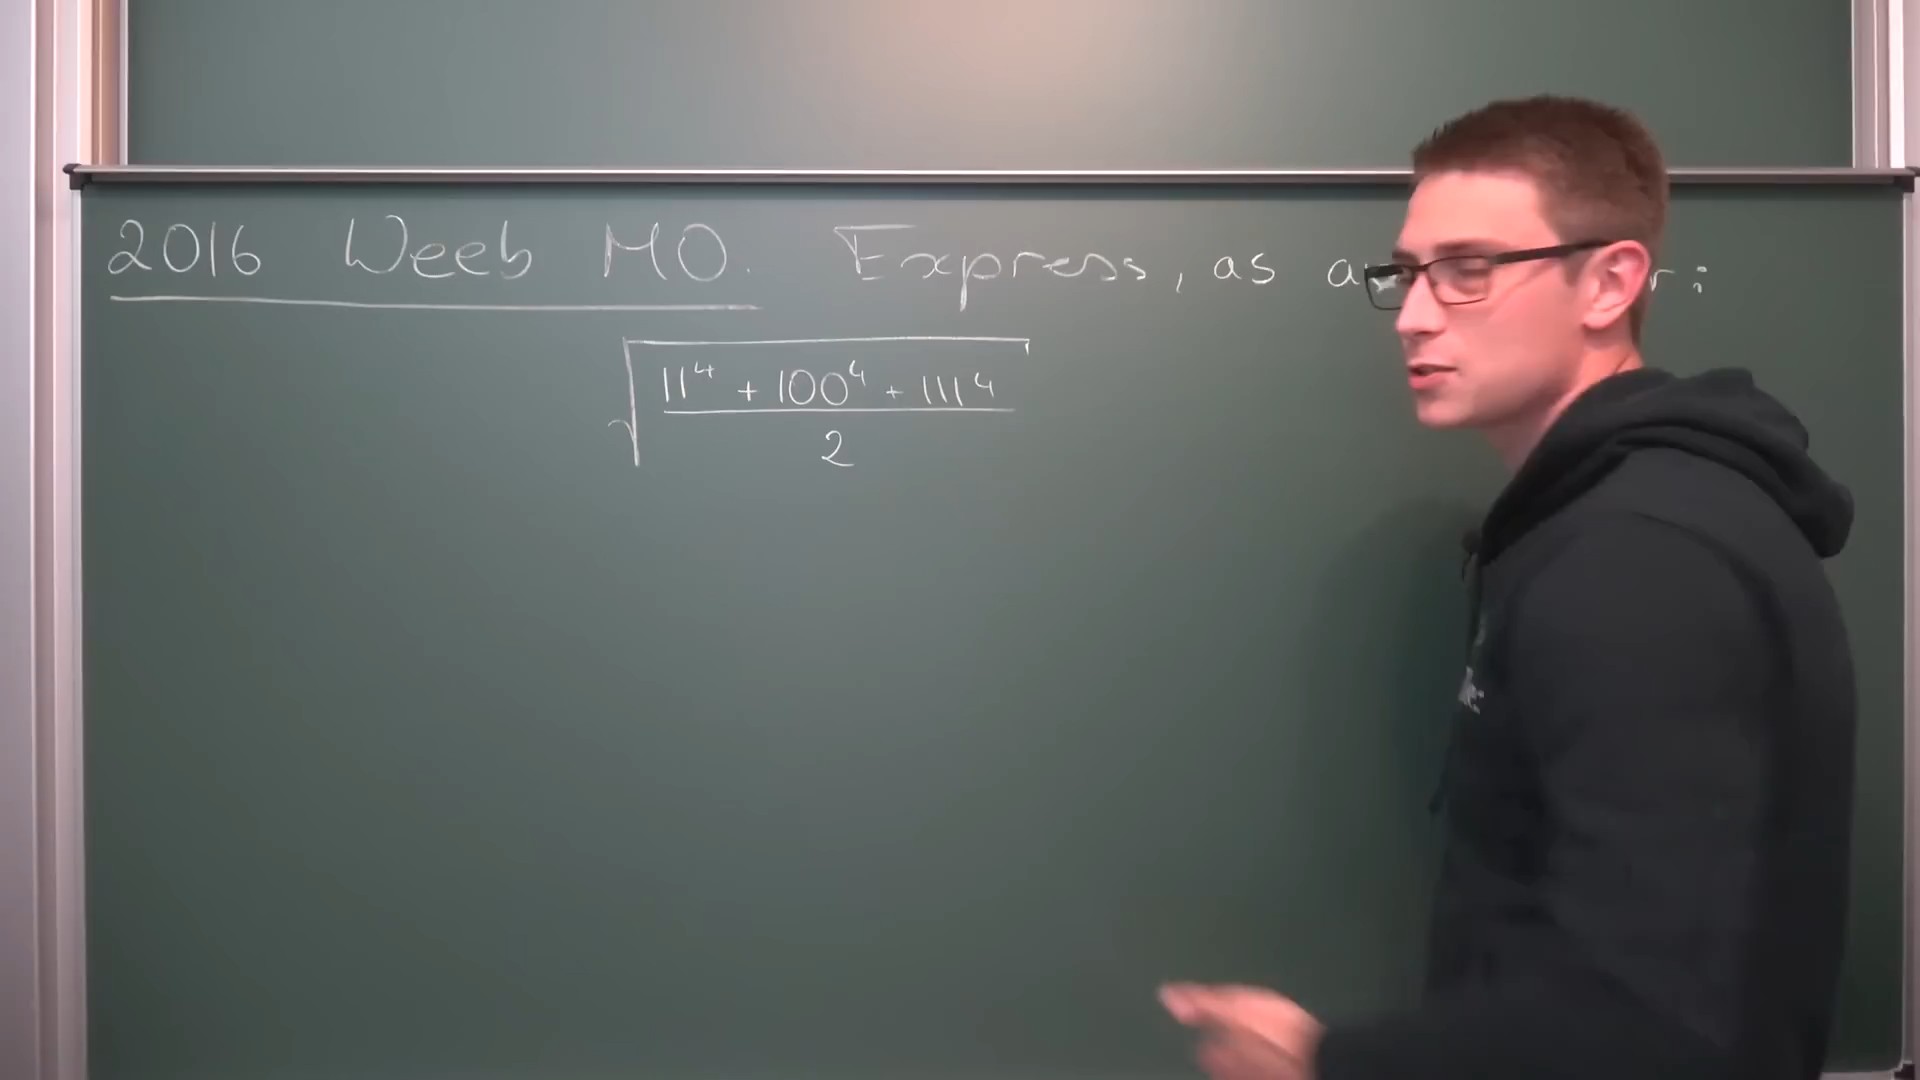 2016 Weeb MO. Express, as a r:
√((11⁴ + 100⁴ + 111⁴)/2)